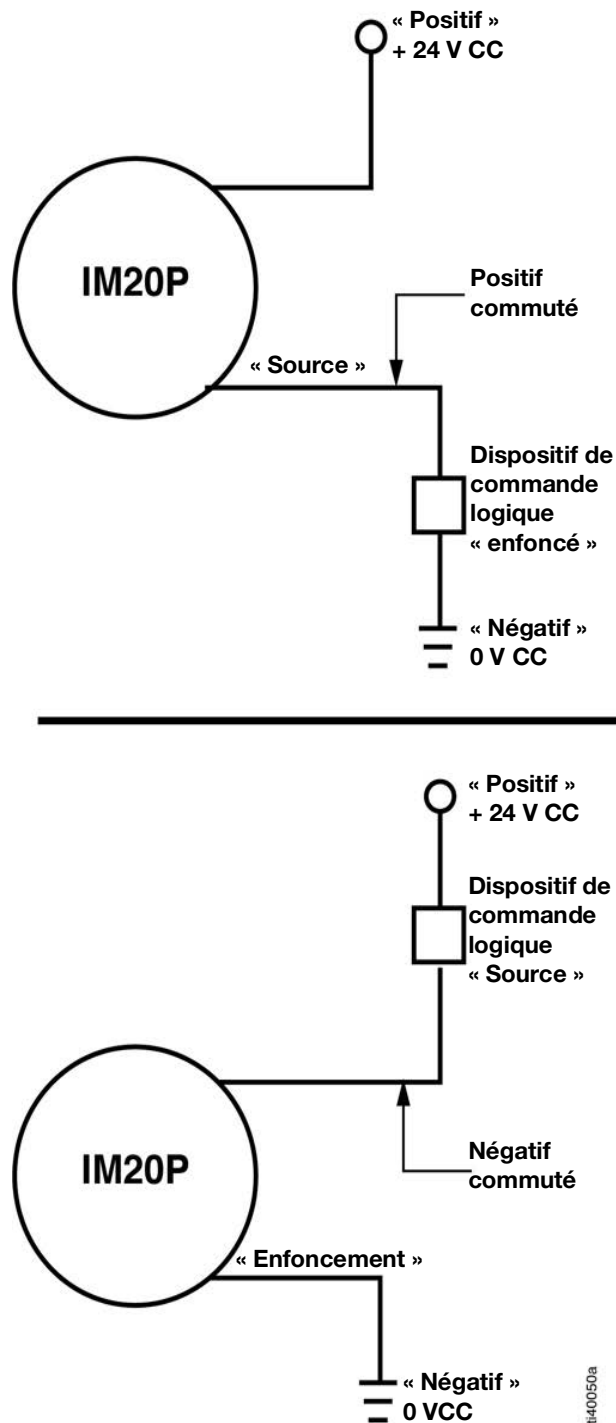 « Positif »
+ 24 V CC
IM20P
Positif
commuté
« Source »
Dispositif de
commande
logique
« enfoncé »
« Négatif »
0 V CC
« Positif »
+ 24 V CC
Dispositif de
commande
logique
« Source »
IM20P
Négatif
commuté
« Enfoncement »
« Négatif »
0 VCC
ti40050a